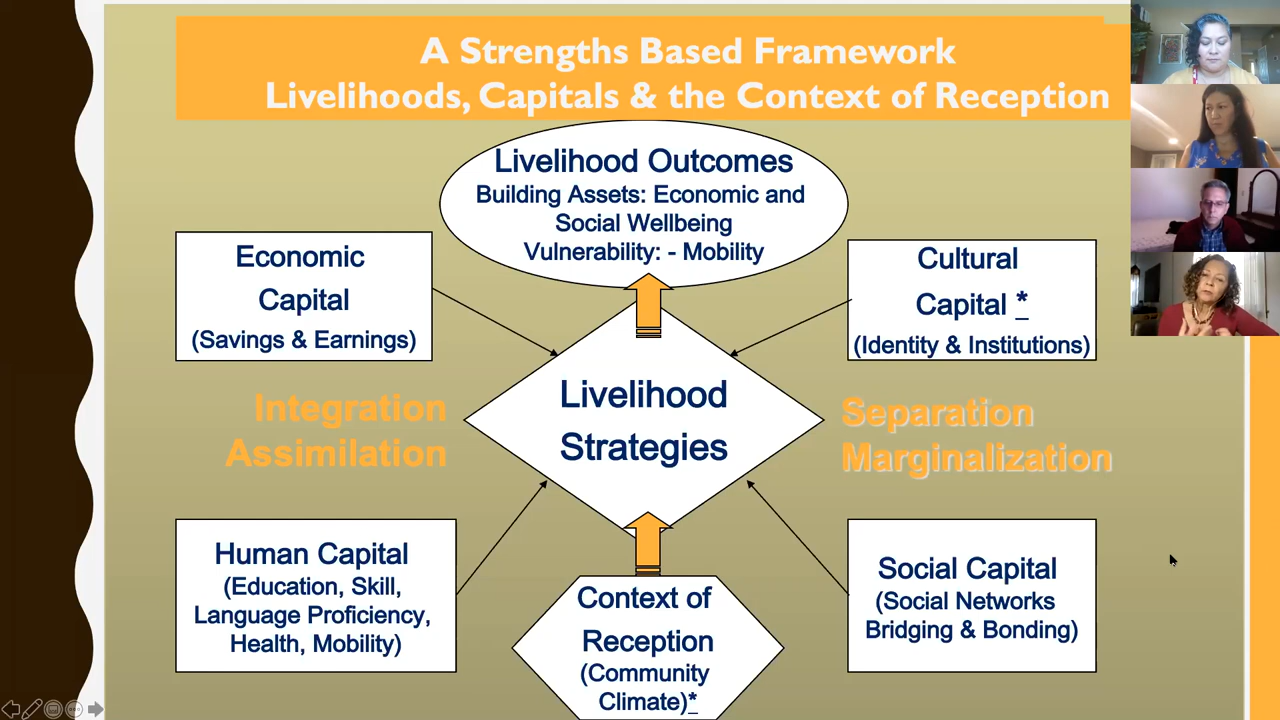 A Strengths Based Framework
Livelihoods, Capitals & the Context of Reception
Livelihood Outcomes
Building Assets: Economic and
Social Wellbeing
Vulnerability: - Mobility
Economic
Capital
(Savings & Earnings)
Cultural
Capital *
(Identity & Institutions)
Integration
Assimilation
Livelihood
Strategies
Separation
Marginalization
Human Capital
(Education, Skill,
Language Proficiency,
Health, Mobility)
Context of
Reception
(Community
Climate)*
Social Capital
(Social Networks
Bridging & Bonding)